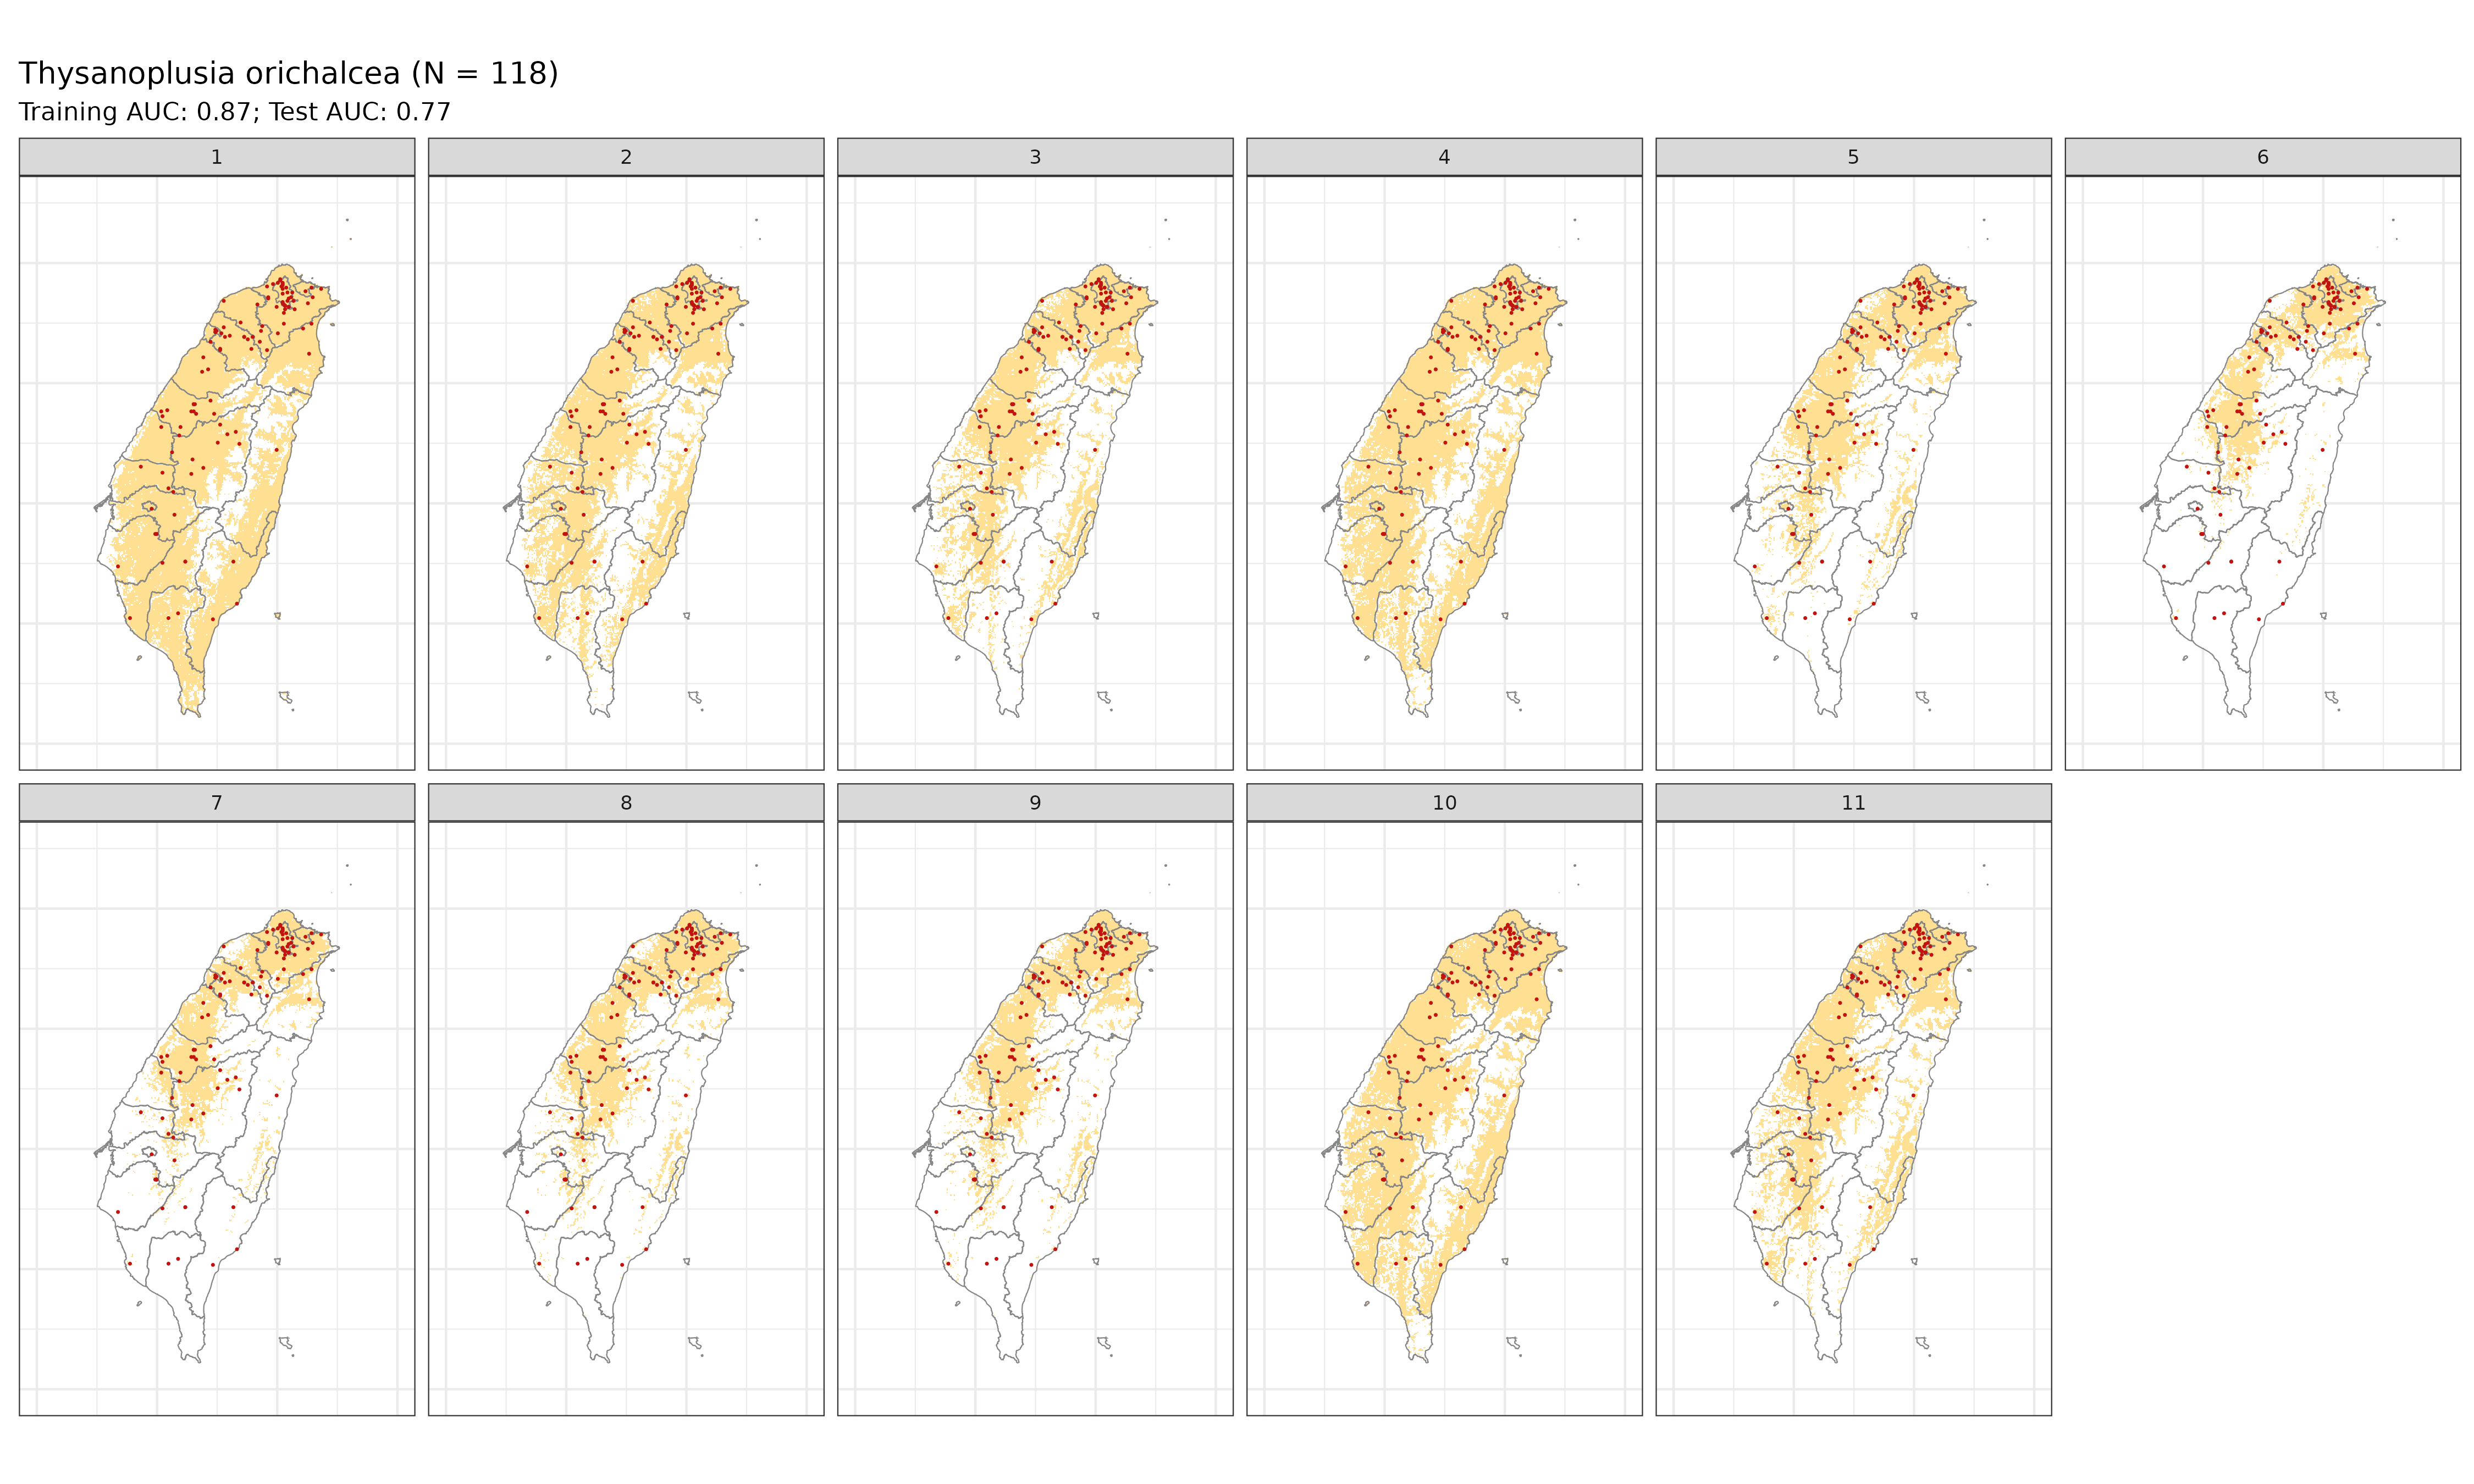 Thysanoplusia orichalcea (N = 118)
Training AUC: 0.87; Test AUC: 0.77
1 2 3 4 5 6
7 8 9 10 11